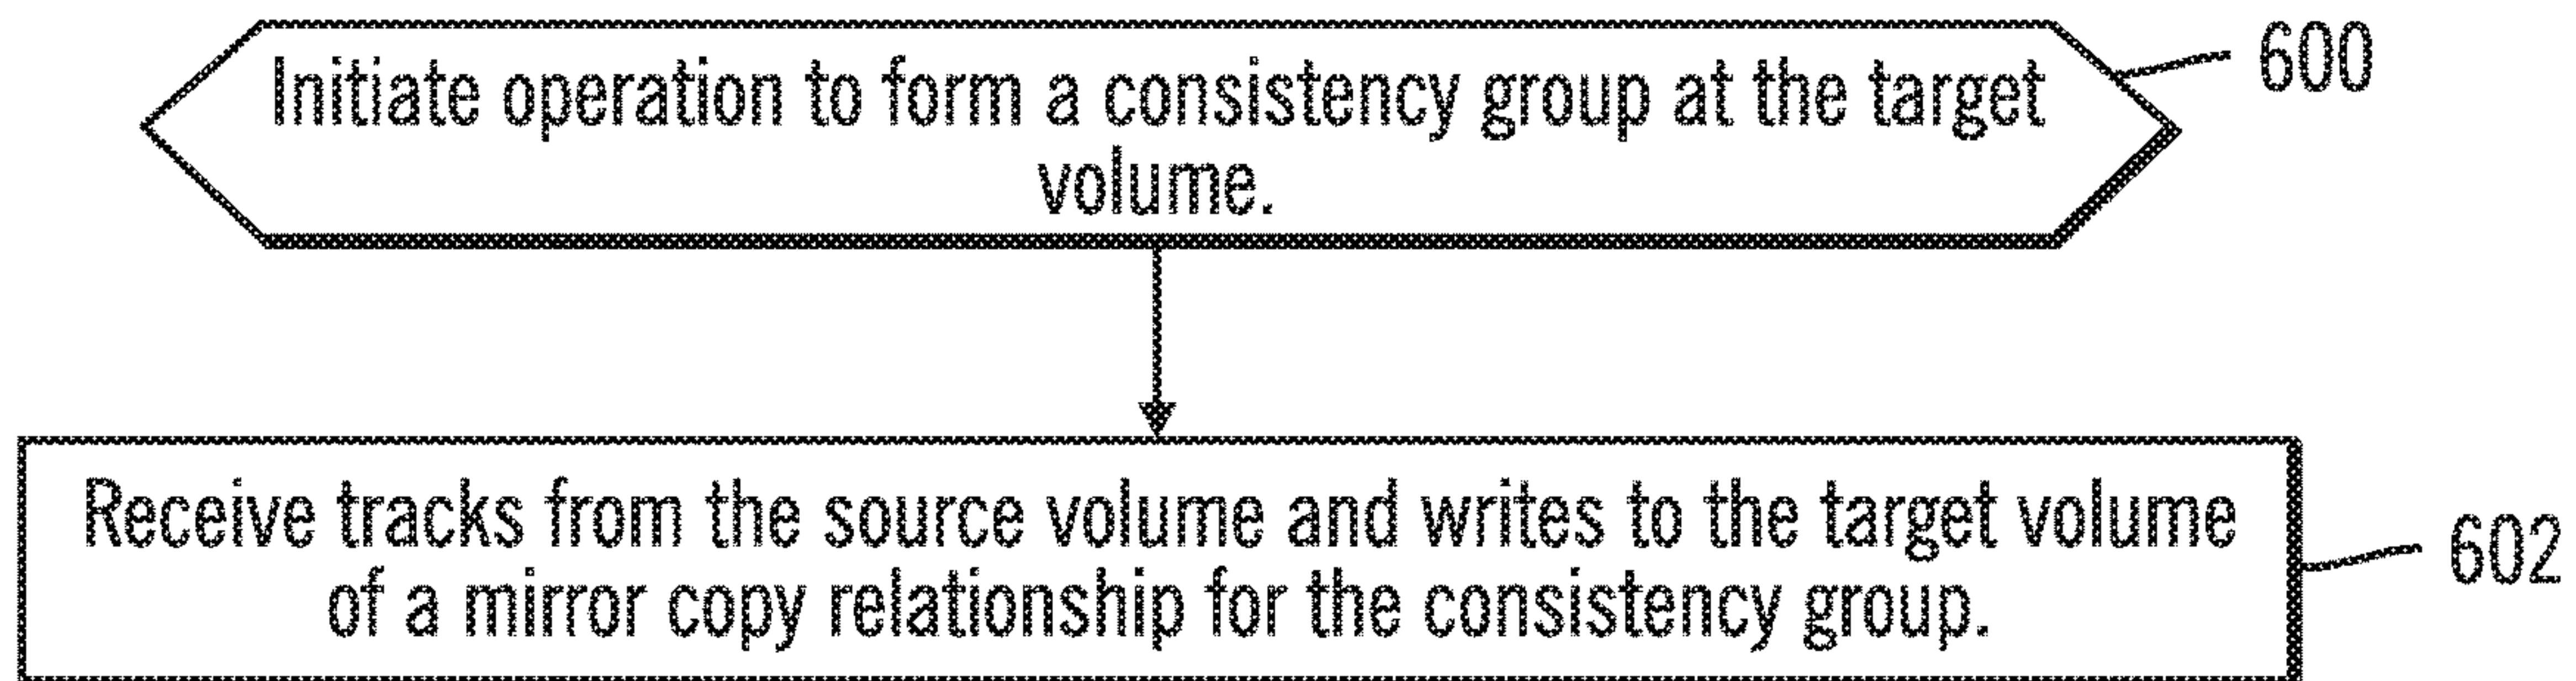 Initiate operation to form a consistency group at the target
volume.
600
Receive tracks from the source volume and writes to the target volume
of a mirror copy relationship for the consistency group.
602